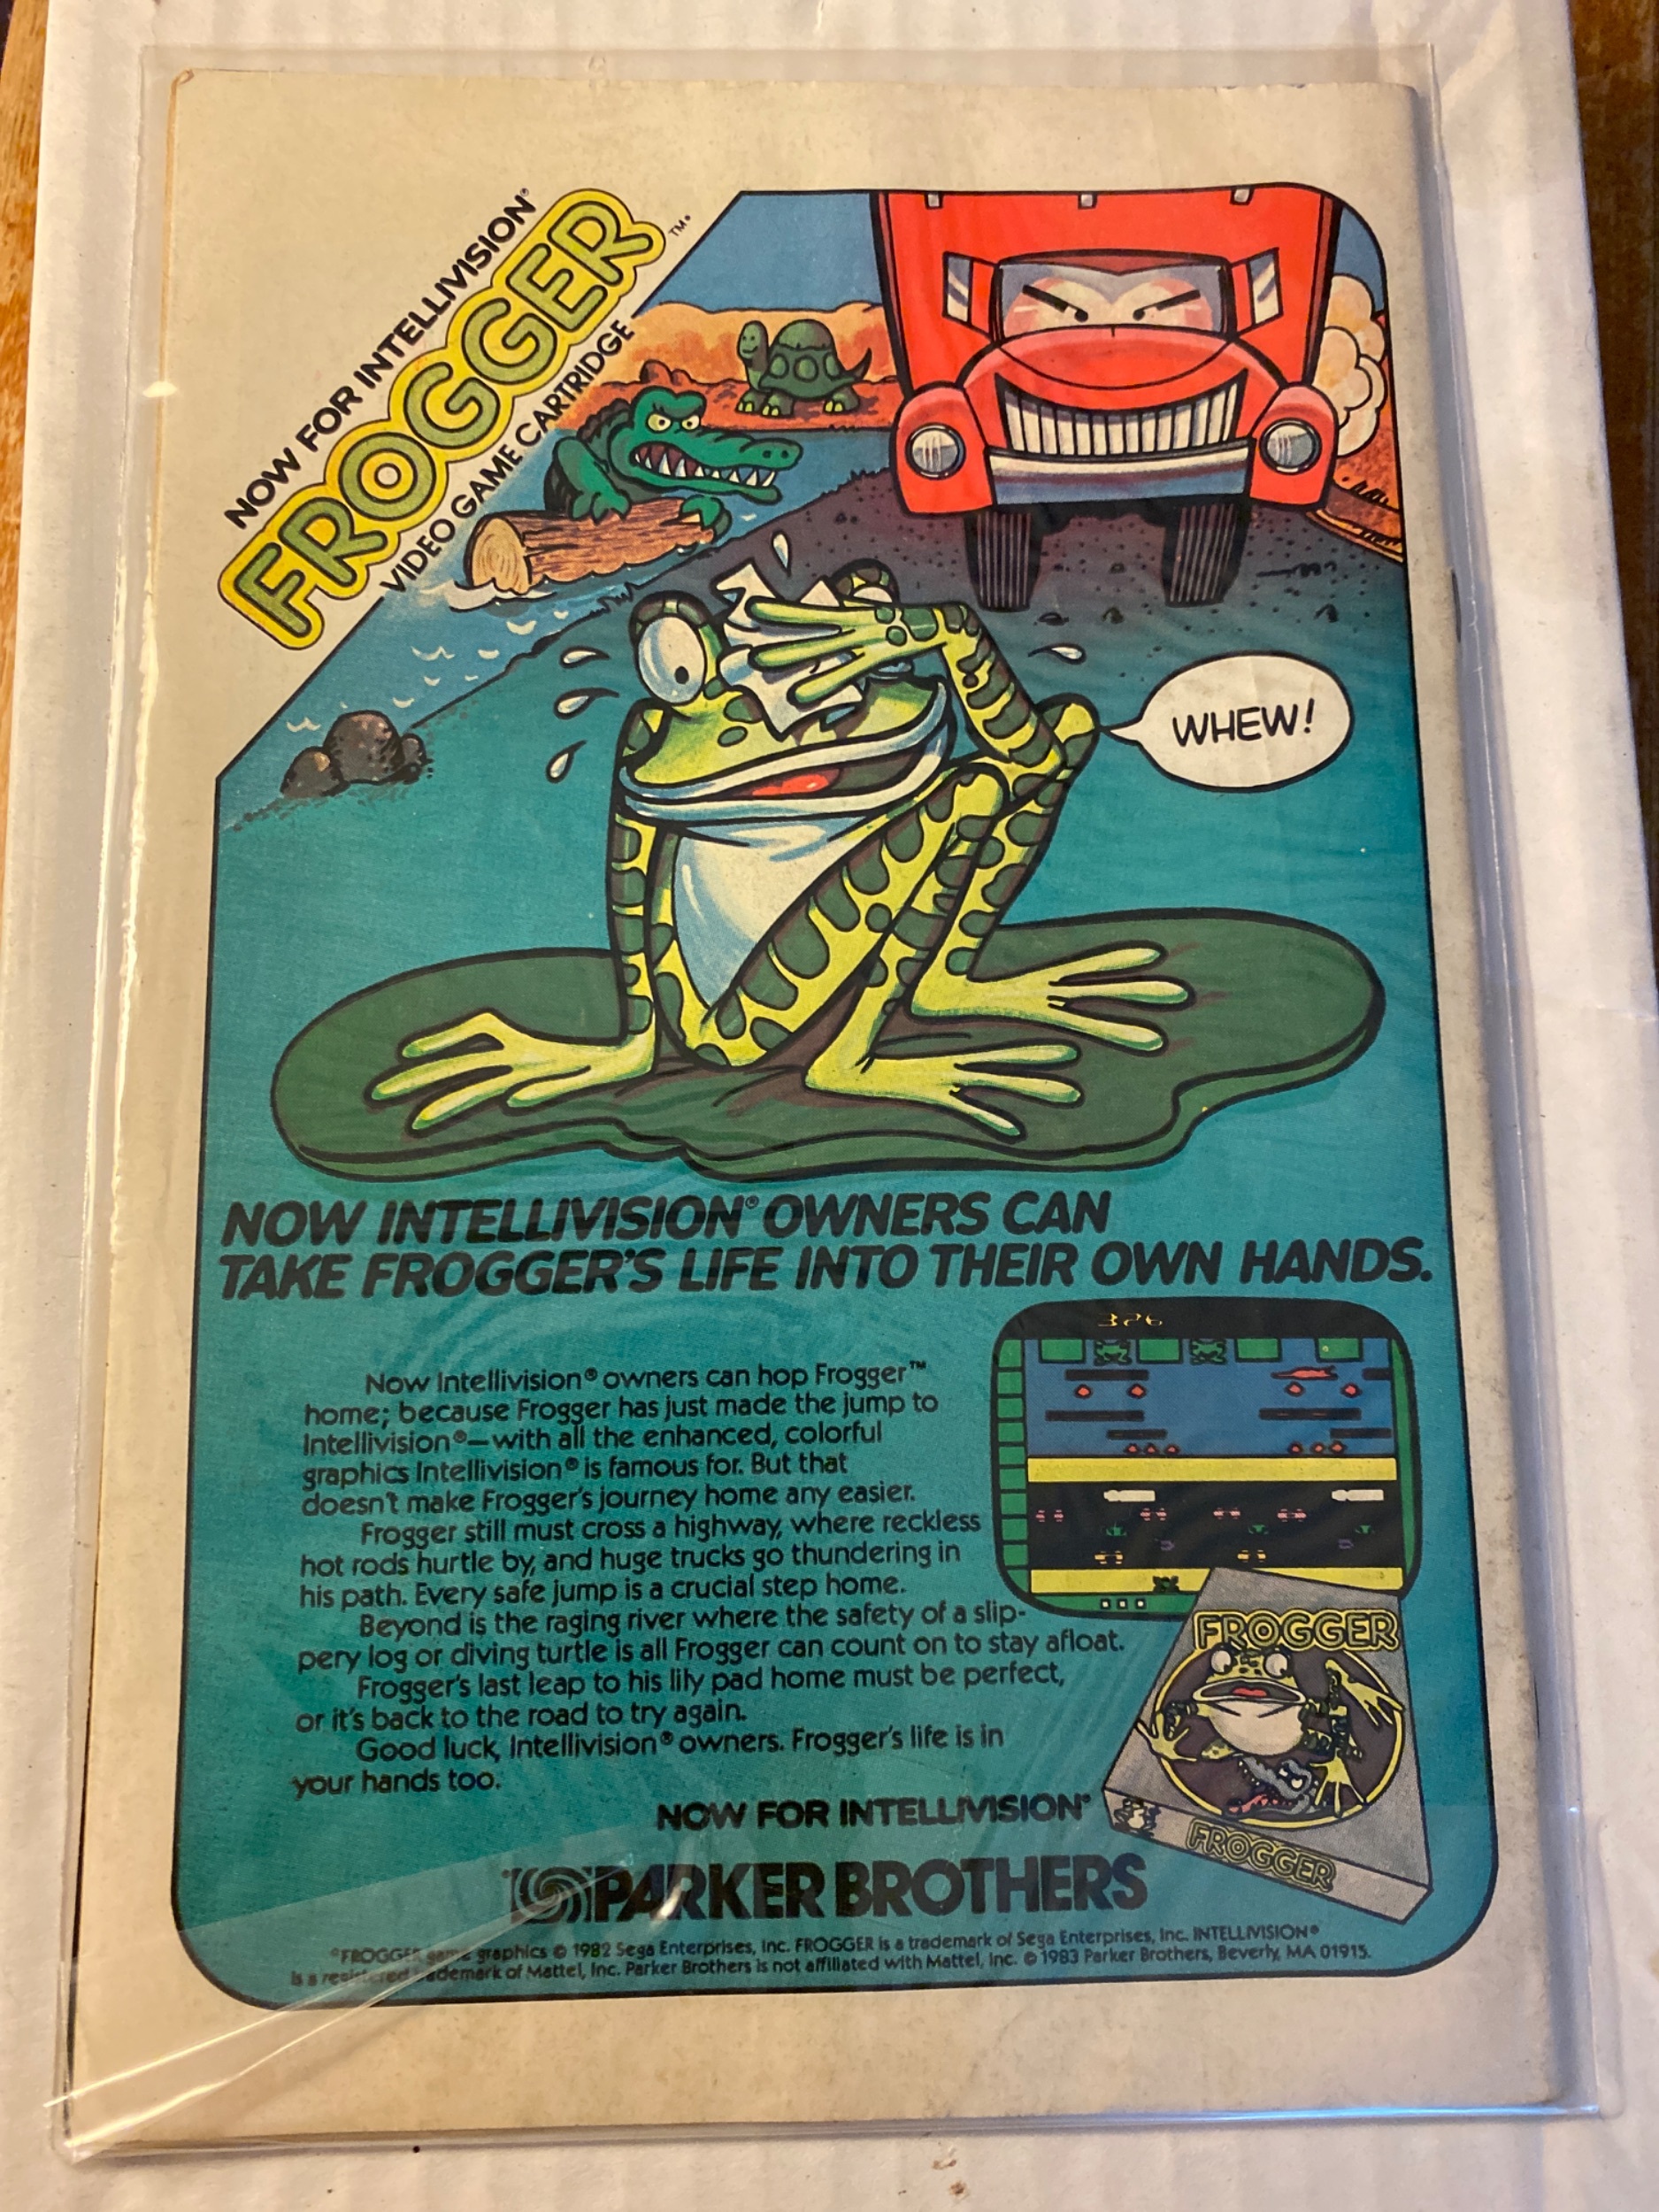 NOW FOR INTELLIVISION®
FROGGER™
VIDEO GAME CARTRIDGE
WHEW!
NOW INTELLIVISION® OWNERS CAN
TAKE FROGGER'S LIFE INTO THEIR OWN HANDS.
326
Now Intellivision® owners can hop Frogger™
home; because Frogger has just made the jump to
Intellivision®—with all the enhanced, colorful
graphics Intellivision® is famous for. But that
doesn't make Frogger's journey home any easier.
Frogger still must cross a highway, where reckless
hot rods hurtle by, and huge trucks go thundering in
his path. Every safe jump is a crucial step home.
Beyond is the raging river where the safety of a slip-
pery log or diving turtle is all Frogger can count on to stay afloat.
Frogger's last leap to his lily pad home must be perfect,
or it's back to the road to try again.
Good luck, Intellivision® owners. Frogger's life is in
your hands too.
FROGGER
FROGGER
NOW FOR INTELLIVISION®
PARKER BROTHERS
©FROGGER game graphics © 1982 Sega Enterprises, Inc. FROGGER is a trademark of Sega Enterprises, Inc. INTELLIVISION®
is a registered trademark of Mattel, Inc. Parker Brothers is not affiliated with Mattel, Inc. © 1983 Parker Brothers, Beverly, MA 01915.